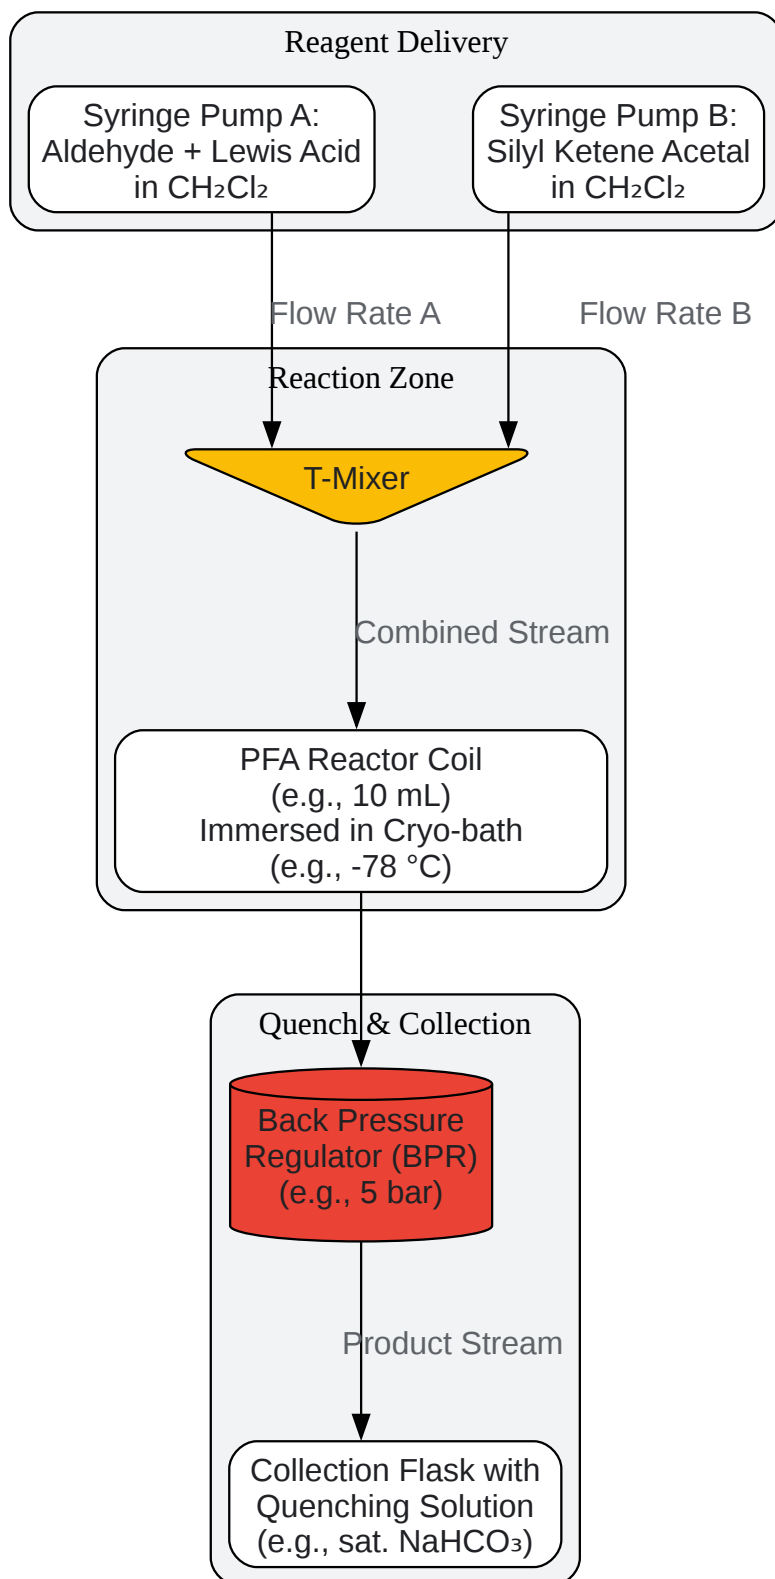 Reagent Delivery
Syringe Pump A:
Aldehyde + Lewis Acid
in CH₂Cl₂
Syringe Pump B:
Silyl Ketene Acetal
in CH₂Cl₂
Flow Rate A
Flow Rate B
Reaction Zone
T-Mixer
Combined Stream
PFA Reactor Coil
(e.g., 10 mL)
Immersed in Cryo-bath
(e.g., -78 °C)
Quench & Collection
Back Pressure
Regulator (BPR)
(e.g., 5 bar)
Product Stream
Collection Flask with
Quenching Solution
(e.g., sat. NaHCO₃)